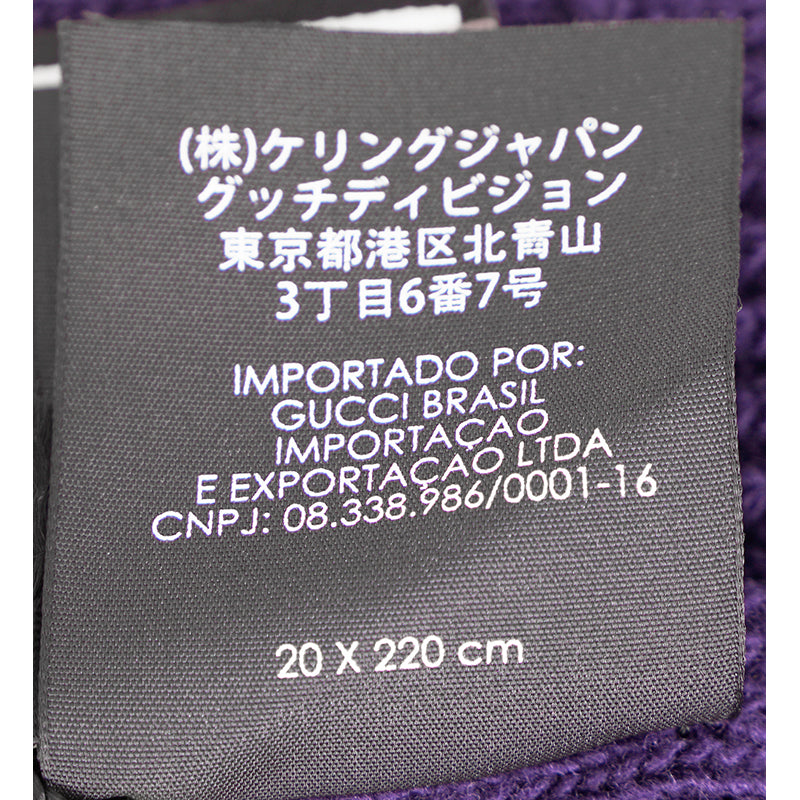 (株)ケリングジャパン
グッチディビジョン
東京都港区北青山
3丁目6番7号
IMPORTADO POR:
GUCCI BRASIL
IMPORTAÇAO
E EXPORTAÇAO LTDA
CNPJ: 08.338.986/0001-16
20 X 220 cm